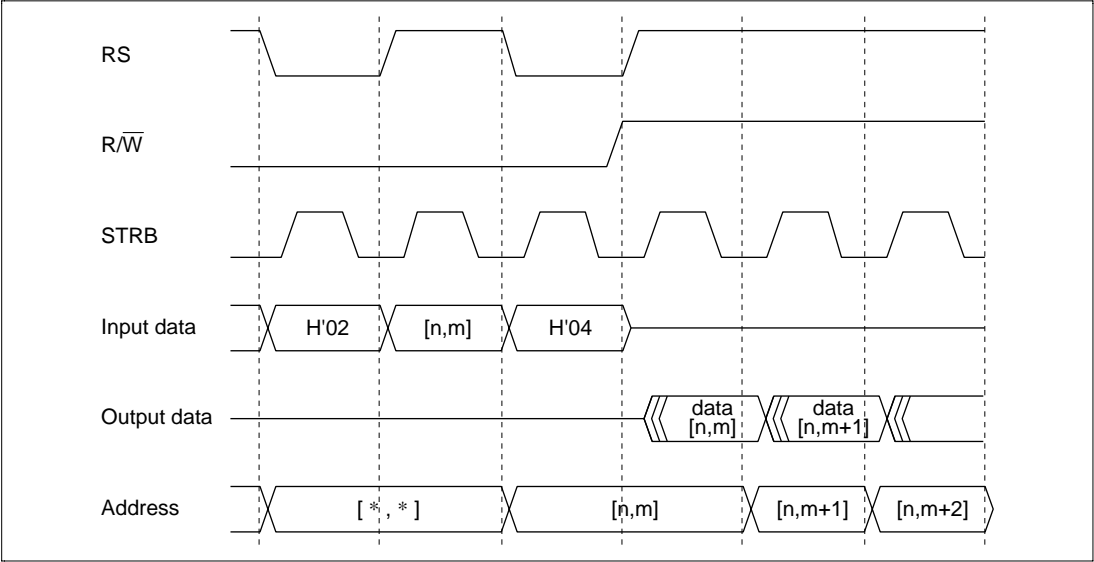 RS
R/W̅
STRB
Input data H'02 [n,m] H'04
Output data data [n,m] data [n,m+1]
Address [ * , * ] [n,m] [n,m+1] [n,m+2]